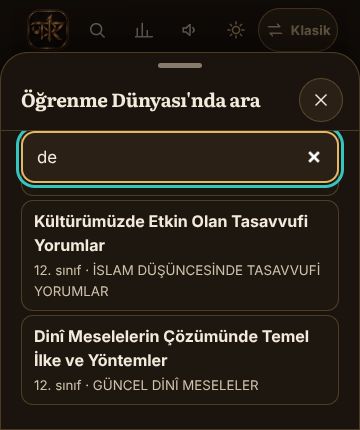 Klasik
Öğrenme Dünyası'nda ara
de
Kültürümüzde Etkin Olan Tasavvufi
Yorumlar
12. sınıf · İSLAM DÜŞÜNCESİNDE TASAVVUFİ
YORUMLAR
Dinî Meselelerin Çözümünde Temel
İlke ve Yöntemler
12. sınıf · GÜNCEL DİNÎ MESELELER